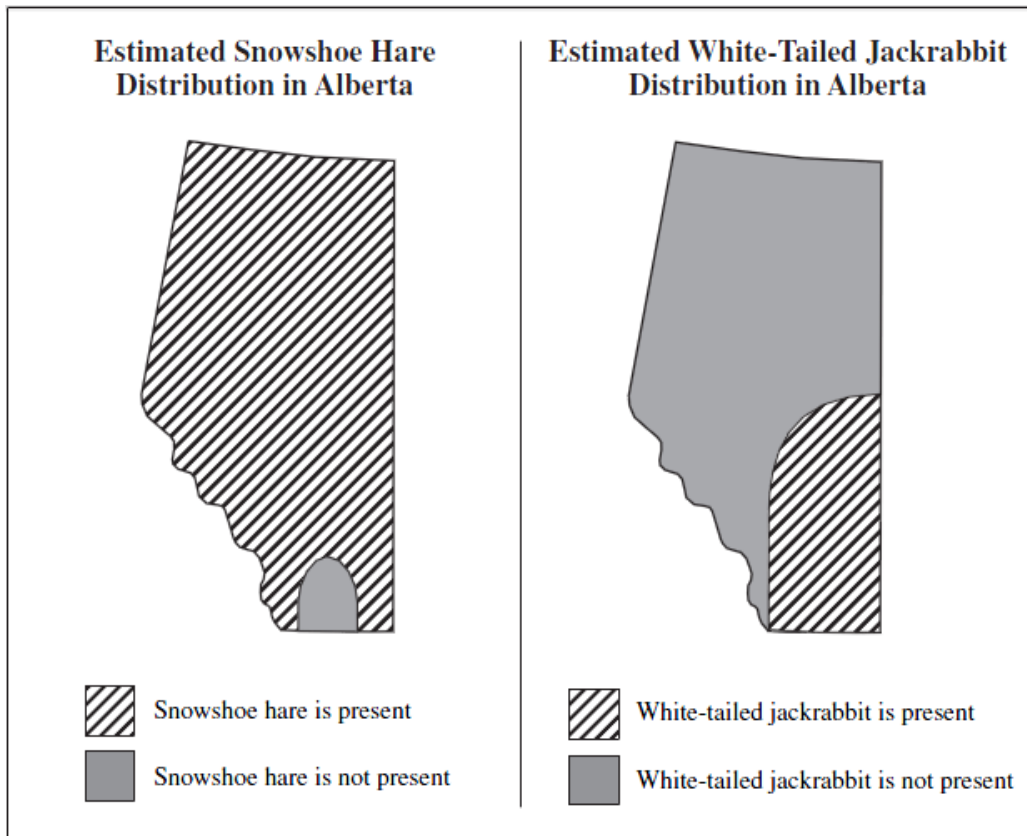 Estimated Snowshoe Hare
Distribution in Alberta
Snowshoe hare is present
Snowshoe hare is not present
Estimated White-Tailed Jackrabbit
Distribution in Alberta
White-tailed jackrabbit is present
White-tailed jackrabbit is not present